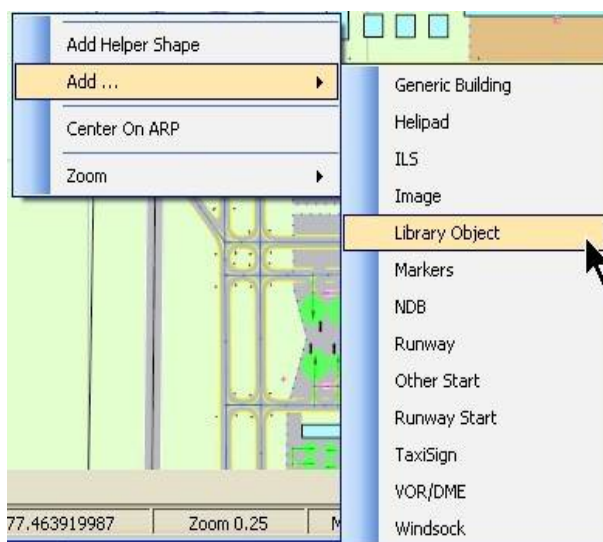 Add Helper Shape
Add ...
Center On ARP
Zoom
Generic Building
Helipad
ILS
Image
Library Object
Markers
NDB
Runway
Other Start
Runway Start
TaxiSign
VOR/DME
Windsock
77.463919987
Zoom 0.25
M